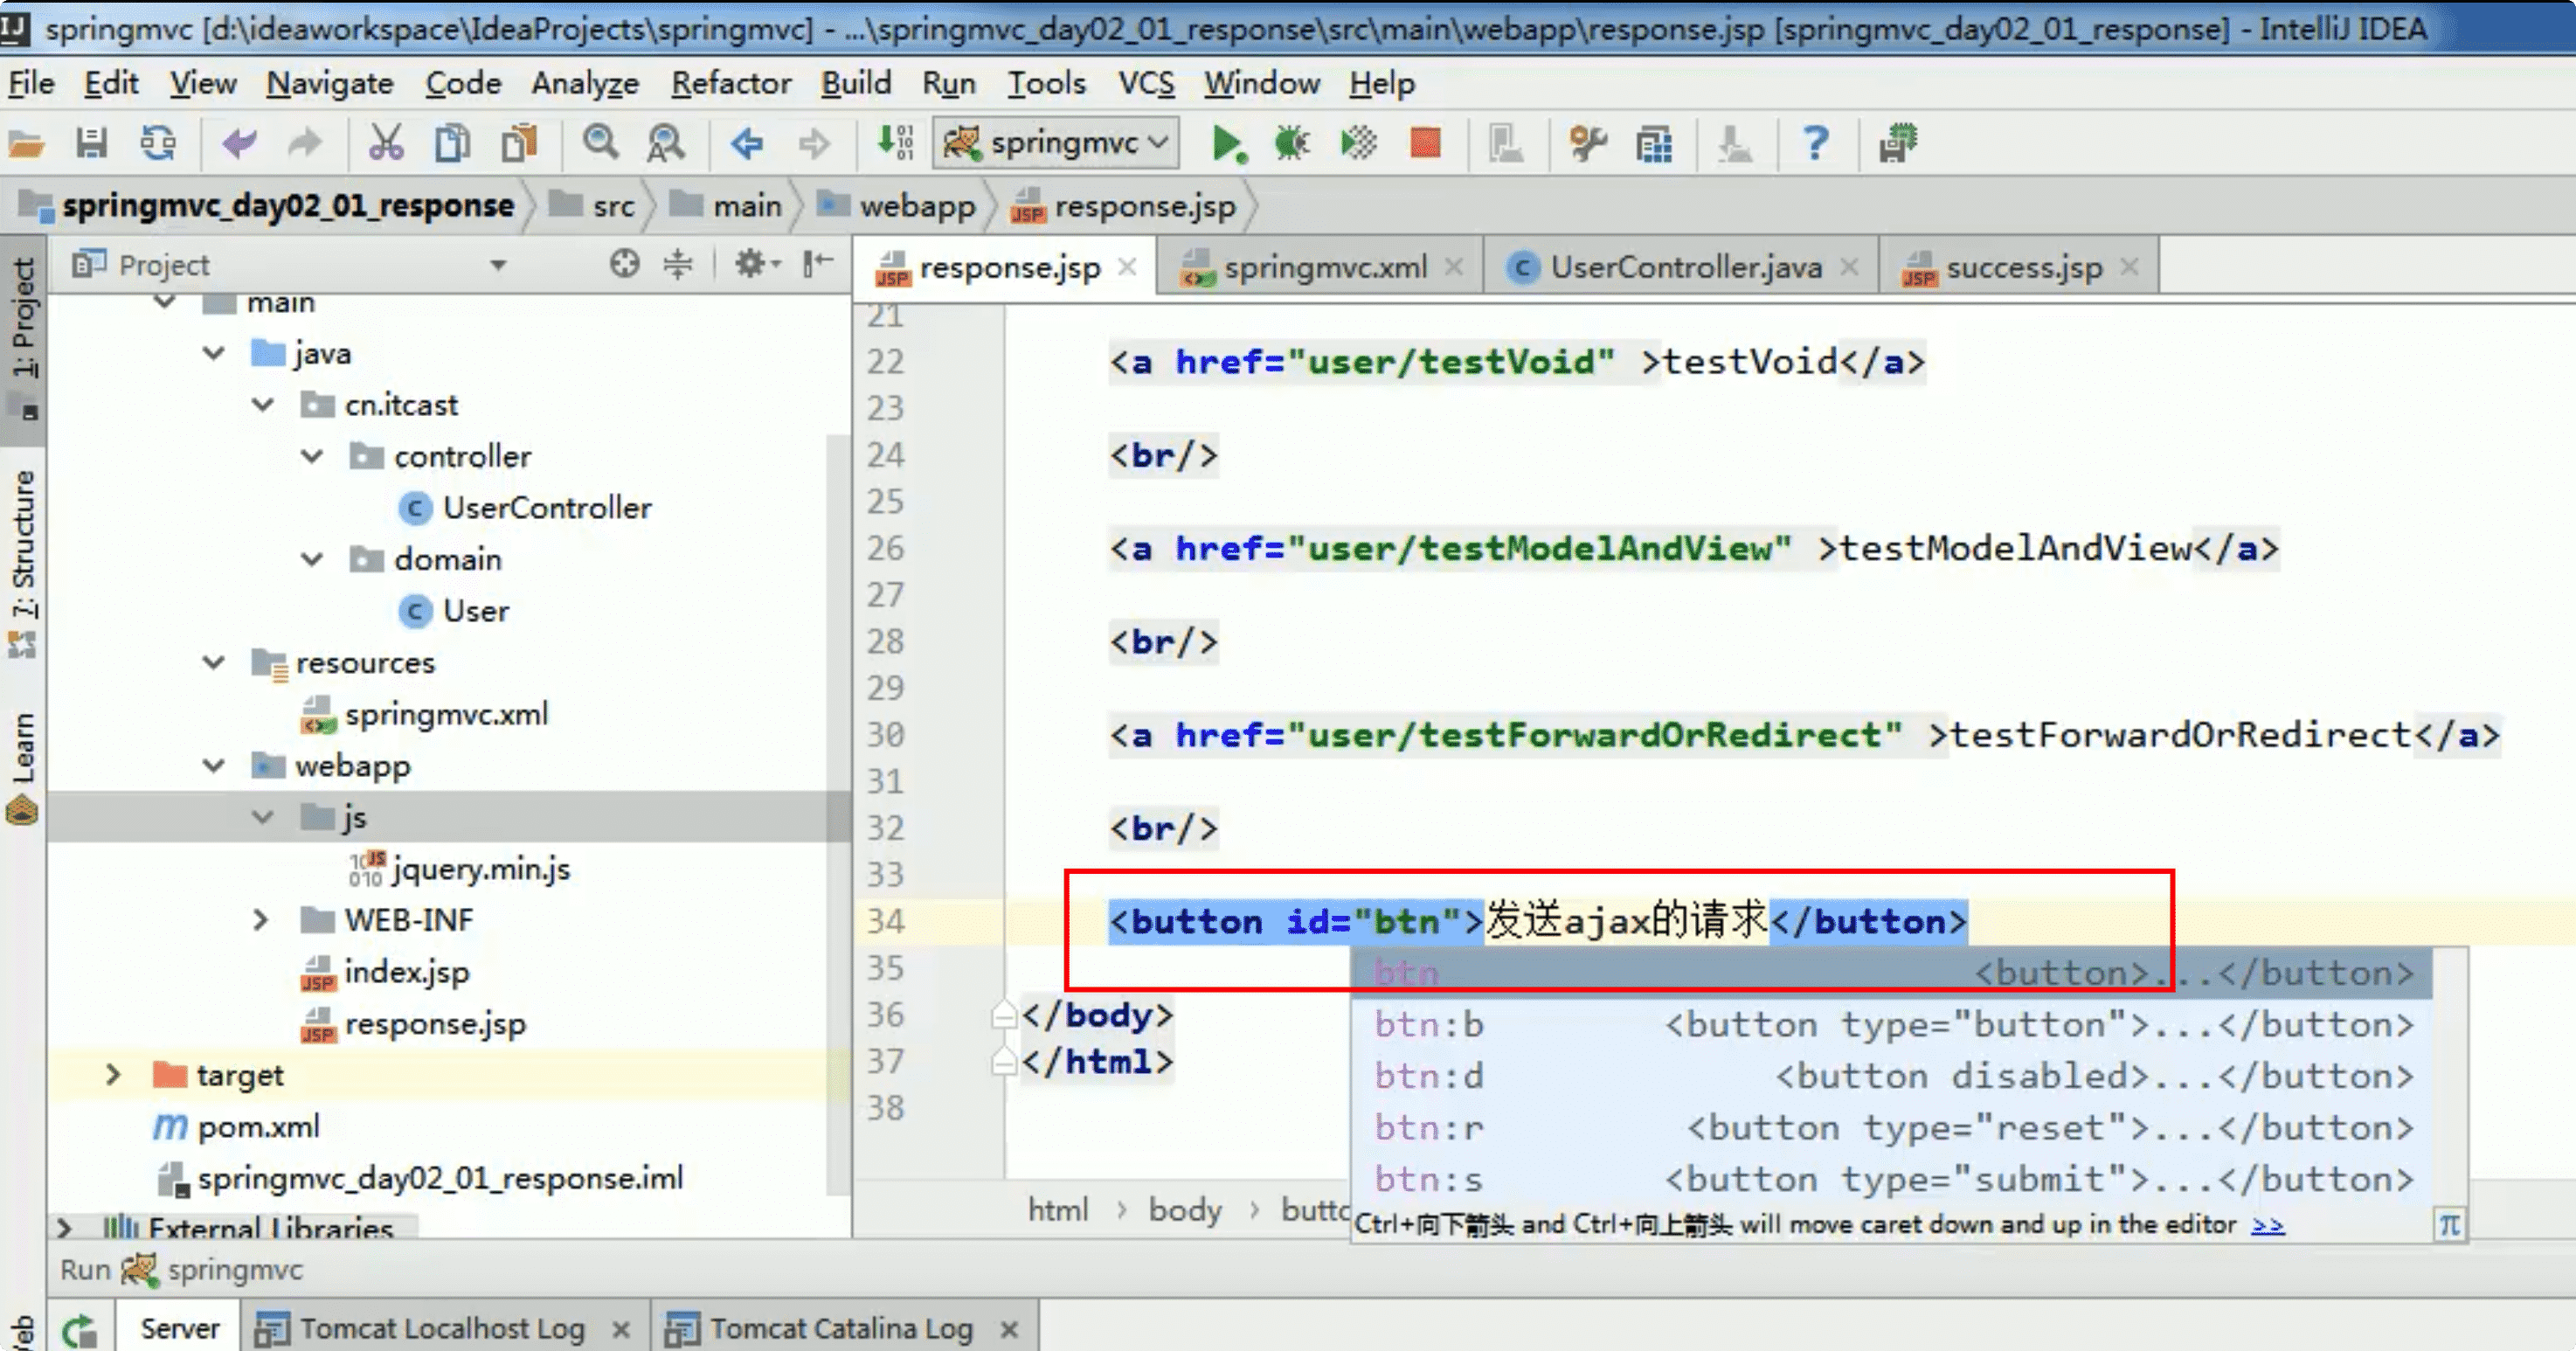 springmvc [d:\ideaworkspace\IdeaProjects\springmvc] - ...\springmvc_day02_01_response\src\main\webapp\response.jsp [springmvc_day02_01_response] - IntelliJ IDEA
File Edit View Navigate Code Analyze Refactor Build Run Tools VCS Window Help
springmvc
springmvc_day02_01_response src main webapp response.jsp
1: Project
7: Structure
Learn
Project
main
java
cn.itcast
controller
UserController
domain
User
resources
springmvc.xml
webapp
js
jquery.min.js
WEB-INF
index.jsp
response.jsp
target
pom.xml
springmvc_day02_01_response.iml
External Libraries
response.jsp springmvc.xml UserController.java success.jsp
21
22 <a href="user/testVoid" >testVoid</a>
23
24 <br/>
25
26 <a href="user/testModelAndView" >testModelAndView</a>
27
28 <br/>
29
30 <a href="user/testForwardOrRedirect" >testForwardOrRedirect</a>
31
32 <br/>
33
34 <button id="btn">发送ajax的请求</button>
35
36 </body>
37 </html>
38
btn <button>...</button>
btn:b <button type="button">...</button>
btn:d <button disabled>...</button>
btn:r <button type="reset">...</button>
btn:s <button type="submit">...</button>
Ctrl+向下箭头 and Ctrl+向上箭头 will move caret down and up in the editor >>
π
html › body ›
Run springmvc
Server Tomcat Localhost Log Tomcat Catalina Log